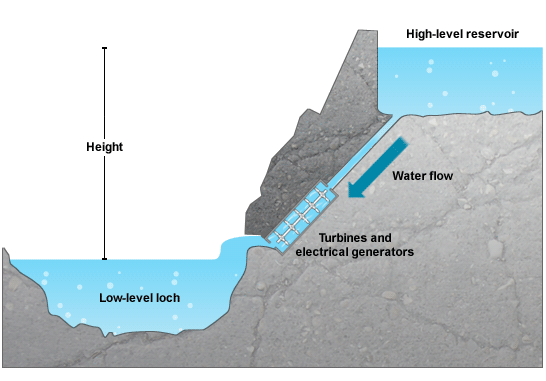 High-level reservoir
Height
Water flow
Turbines and
electrical generators
Low-level loch